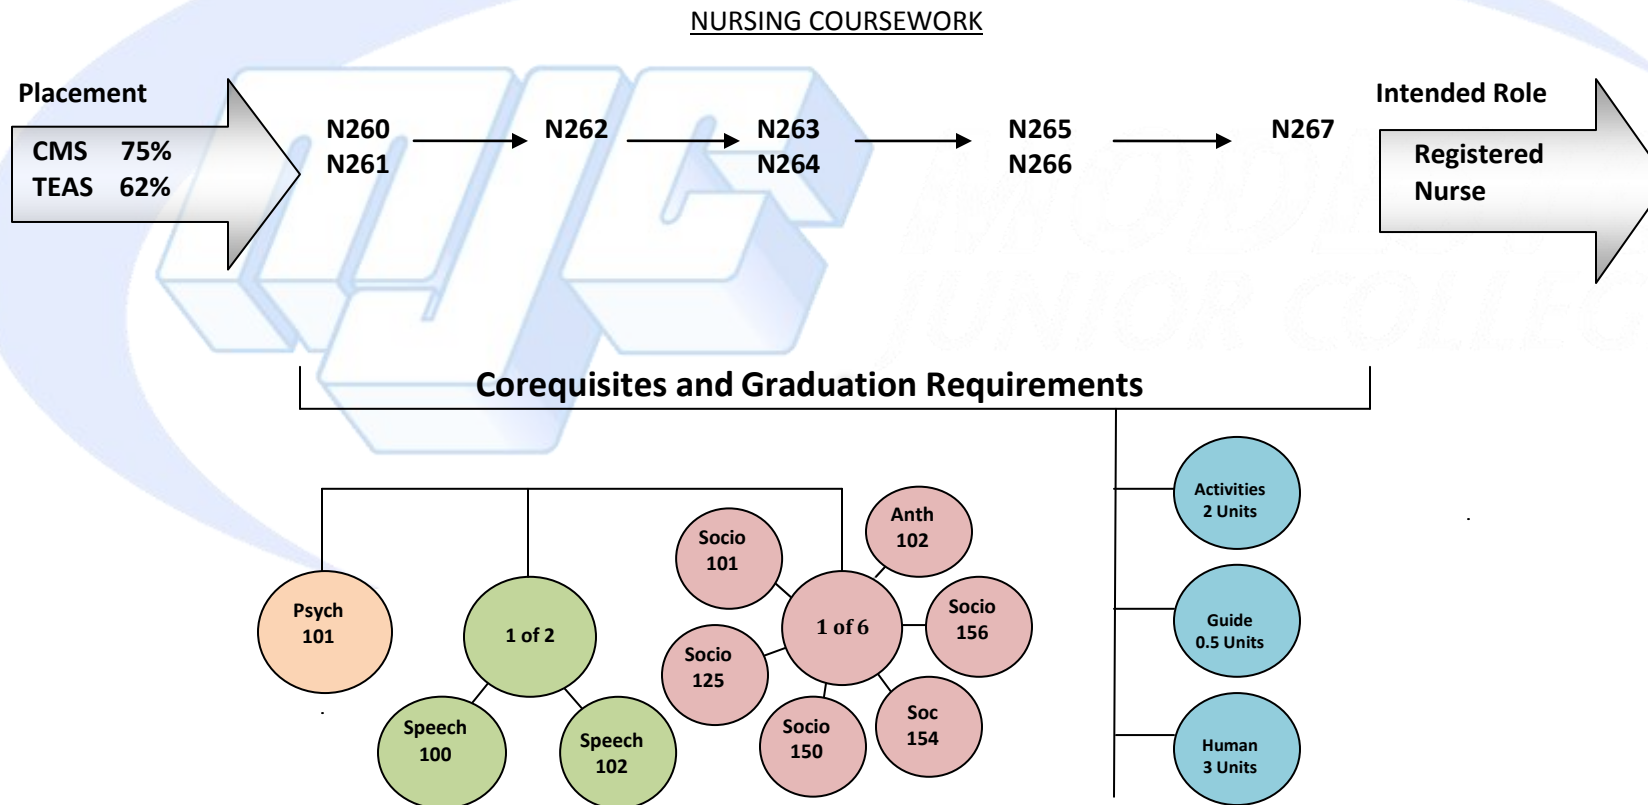 NURSING COURSEWORK
Placement
CMS 75%
TEAS 62%
N260
N261
N262
N263
N264
N265
N266
N267
Intended Role
Registered
Nurse
mJC
JUNIOR COLLEG
Corequisites and Graduation Requirements
Psych
101
1 of 2
Speech
100
Speech
102
1 of 6
Socio
101
Anth
102
Socio
156
Socio
125
Socio
150
Soc
154
Activities
2 Units
Guide
0.5 Units
Human
3 Units